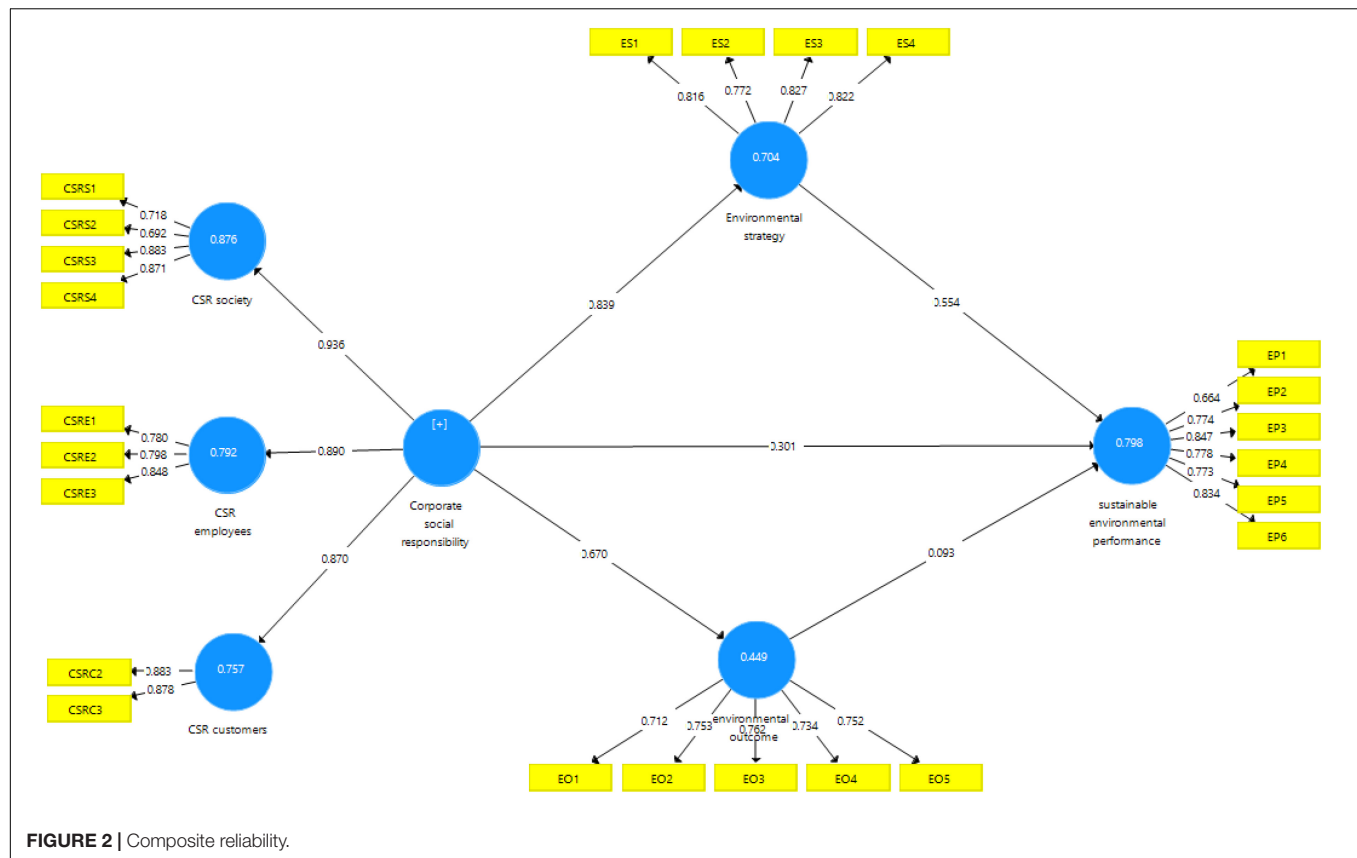 ES1 ES2 ES3 ES4
0.816 0.772 0.827 0.822
0.704
Environmental
strategy
CSRS1
CSRS2
CSRS3
CSRS4
0.718
0.692
0.883
0.871
0.876
CSR society
0.936
0.839
0.554
CSRE1
CSRE2
CSRE3
0.780
0.798
0.848
0.792
CSR
employees
0.890
[+]
Corporate
social
responsibility
0.301
0.798
sustainable
environmental
performance
0.664
0.774
0.847
0.778
0.773
0.834
EP1
EP2
EP3
EP4
EP5
EP6
0.870
0.670
0.093
CSRC2
CSRC3
0.883
0.878
0.757
CSR customers
0.449
environmental
outcome
0.712 0.753 0.762 0.734 0.752
EO1 EO2 EO3 EO4 EO5
FIGURE 2 | Composite reliability.